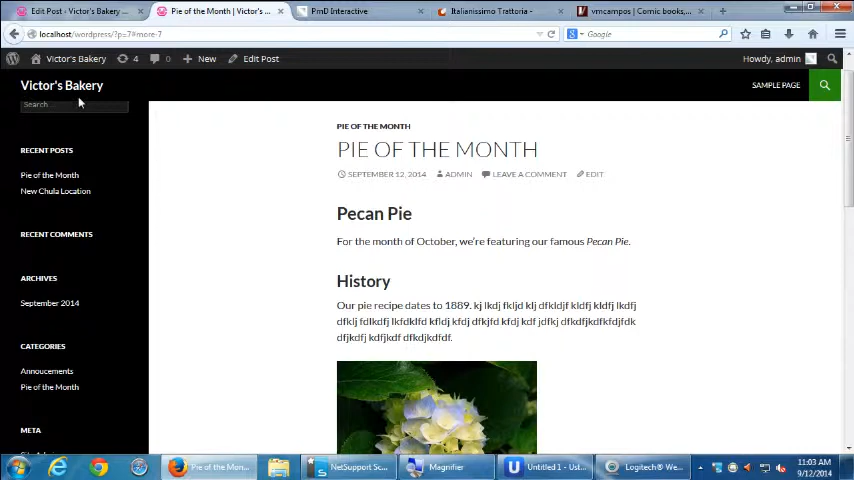 Edit Post ‹ Victor's Bakery ...
Pie of the Month | Victor's ...
PmD Interactive
Italianissimo Trattoria -
vmcampos | Comic books,...
localhost/wordpress/?p=7#more-7
Google
Victor's Bakery
4
0
New
Edit Post
Howdy, admin
Victor's Bakery
SAMPLE PAGE
Search ...
RECENT POSTS
Pie of the Month
New Chula Location
RECENT COMMENTS
ARCHIVES
September 2014
CATEGORIES
Annoucements
Pie of the Month
META
PIE OF THE MONTH
PIE OF THE MONTH
SEPTEMBER 12, 2014 ADMIN LEAVE A COMMENT EDIT
Pecan Pie
For the month of October, we're featuring our famous Pecan Pie.
History
Our pie recipe dates to 1889. kj lkdj fkljd klj dfkldjf kldfj kldfj lkdfj
dfklj fdlkdfj lkfdklfd kfldj kfdj dfkjfd kfdj kdf jdfkj dfkdfjkdfkfdjfdk
dfjkdfj kdfjkdf dfkdjkdfdf.
Pie of the Mon...
NetSupport Sc...
Magnifier
Untitled 1 - Ust...
Logitech® We...
11:03 AM
9/12/2014